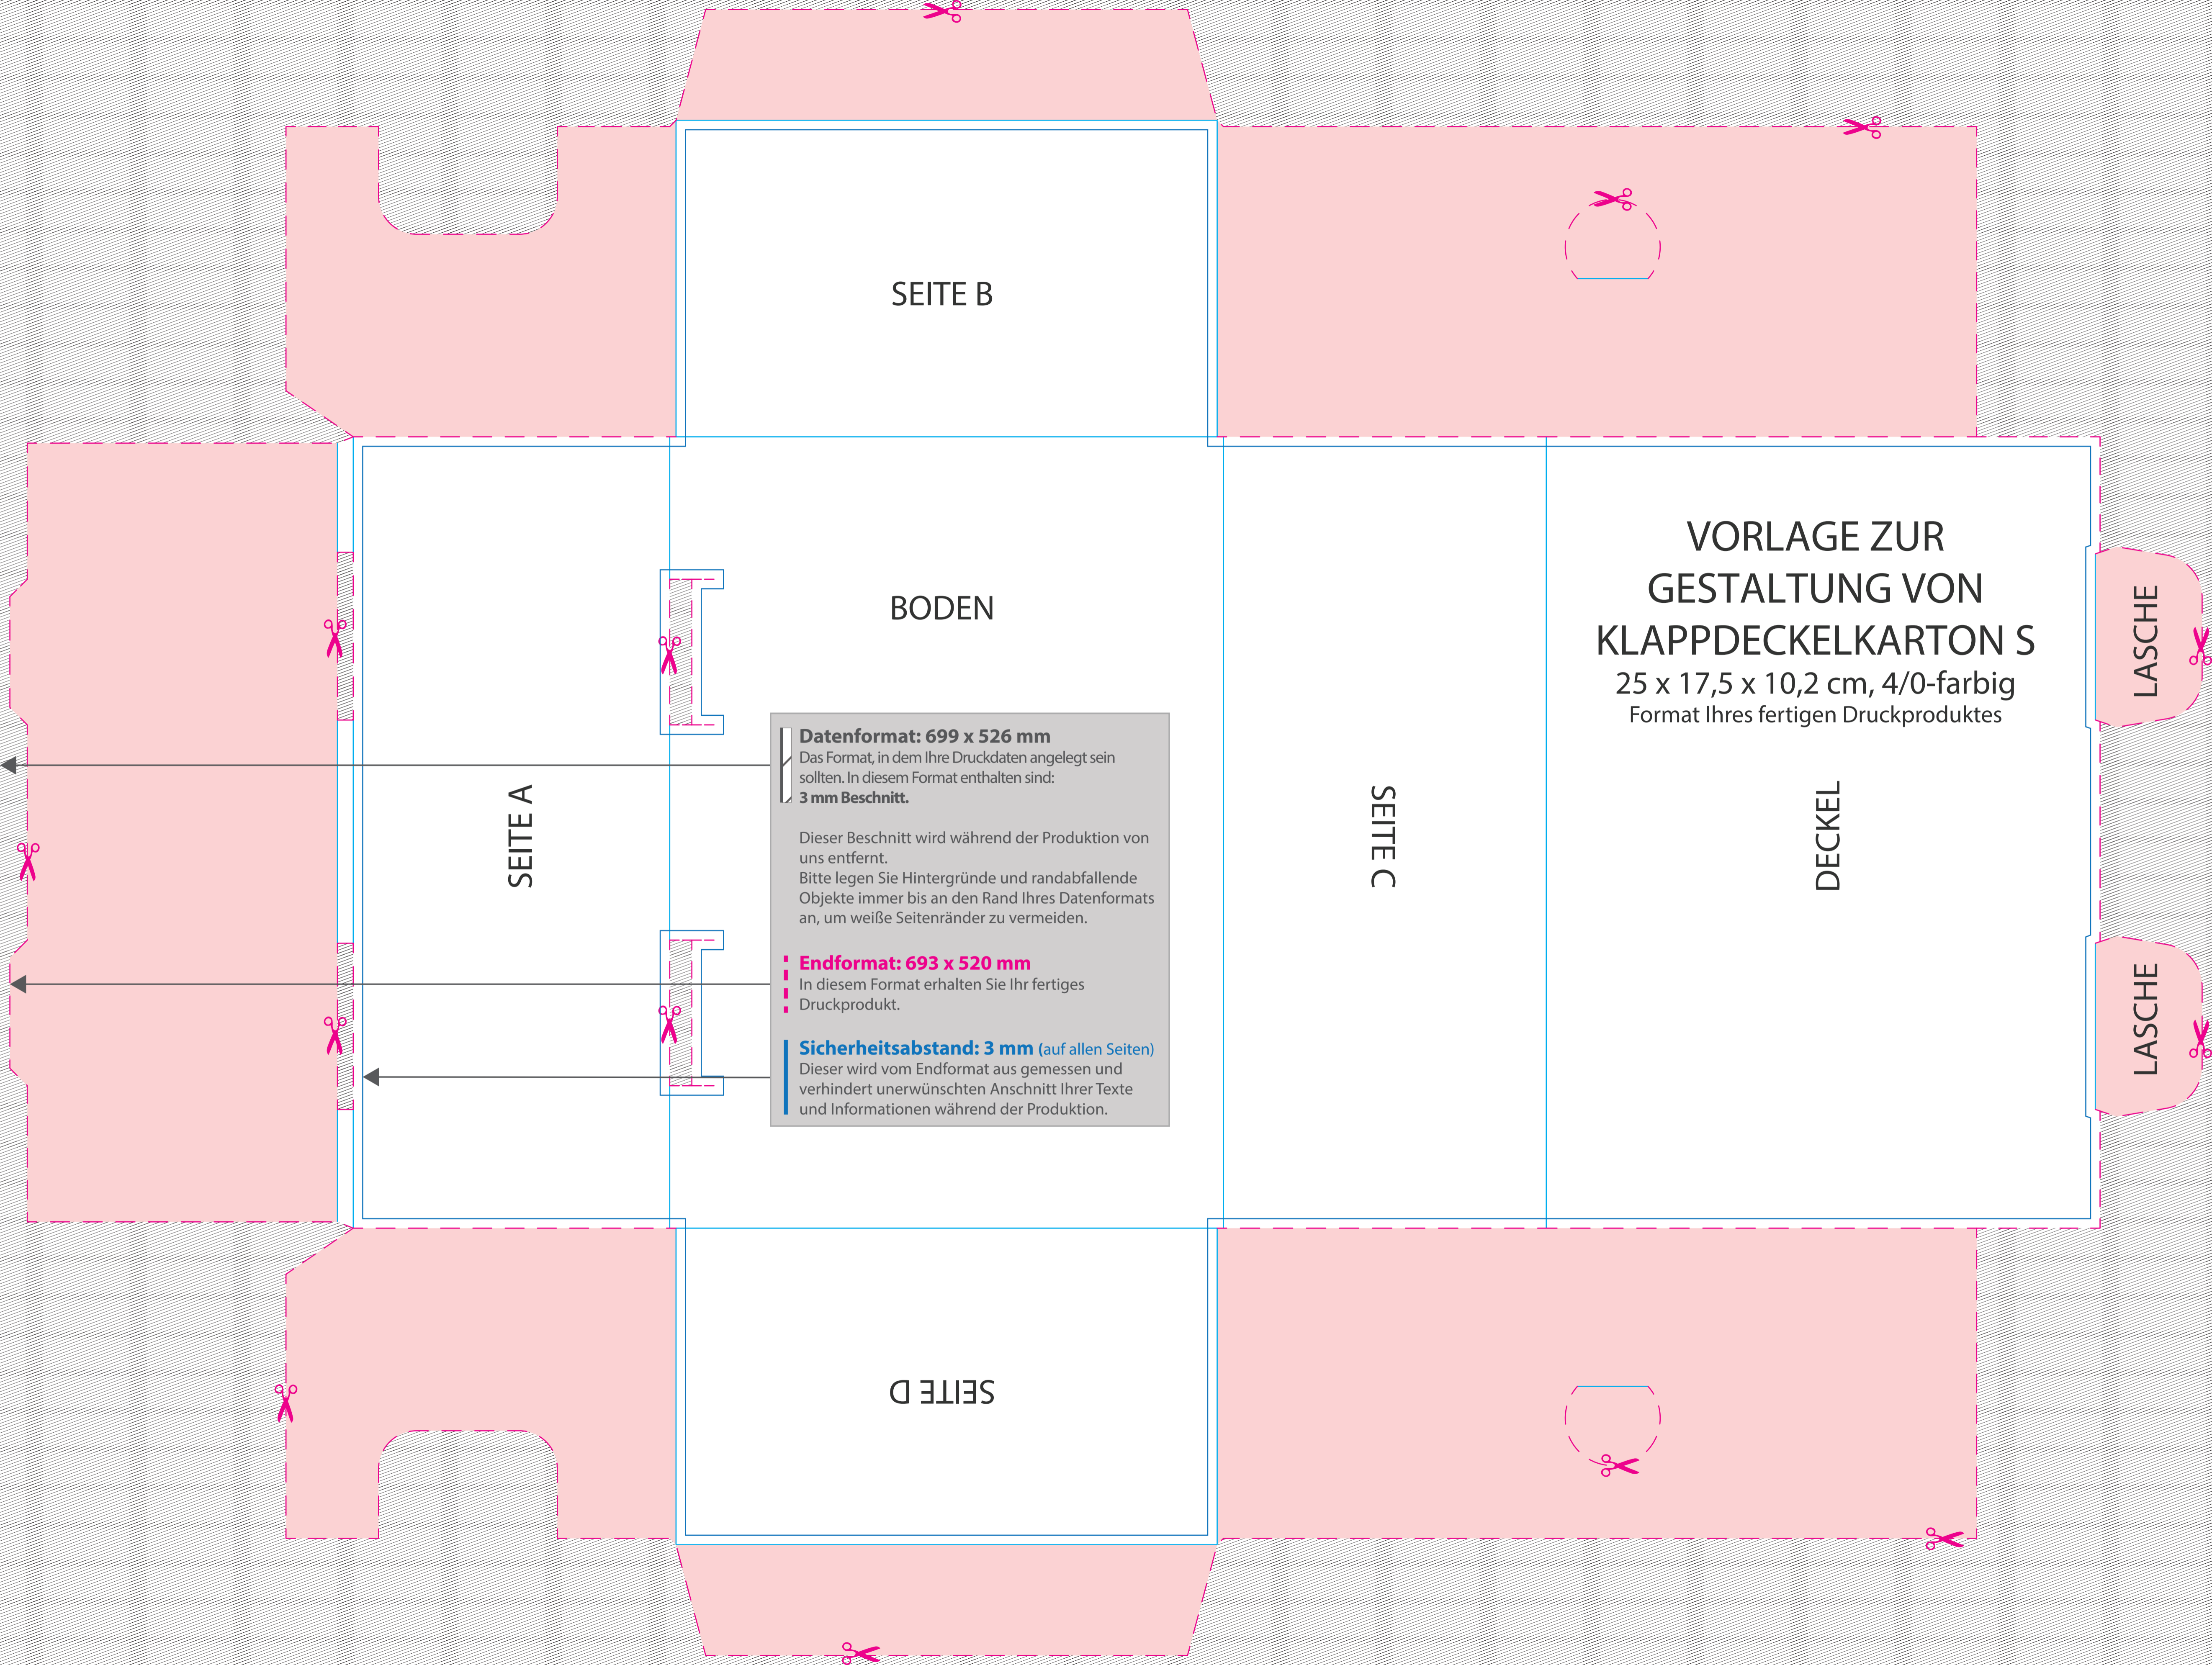 SEITE B
BODEN
VORLAGE ZUR
GESTALTUNG VON
KLAPPDECKELKARTON S
25 x 17,5 x 10,2 cm, 4/0-farbig
Format Ihres fertigen Druckproduktes
LASCHE
SEITE A
Datenformat: 699 x 526 mm
Das Format, in dem Ihre Druckdaten angelegt sein
sollten. In diesem Format enthalten sind:
3 mm Beschnitt.
Dieser Beschnitt wird während der Produktion von
uns entfernt.
Bitte legen Sie Hintergründe und randabfallende
Objekte immer bis an den Rand Ihres Datenformats
an, um weiße Seitenränder zu vermeiden.
Endformat: 693 x 520 mm
In diesem Format erhalten Sie Ihr fertiges
Druckprodukt.
Sicherheitsabstand: 3 mm (auf allen Seiten)
Dieser wird vom Endformat aus gemessen und
verhindert unerwünschten Anschnitt Ihrer Texte
und Informationen während der Produktion.
SEITE C
DECKEL
LASCHE
SEITE D